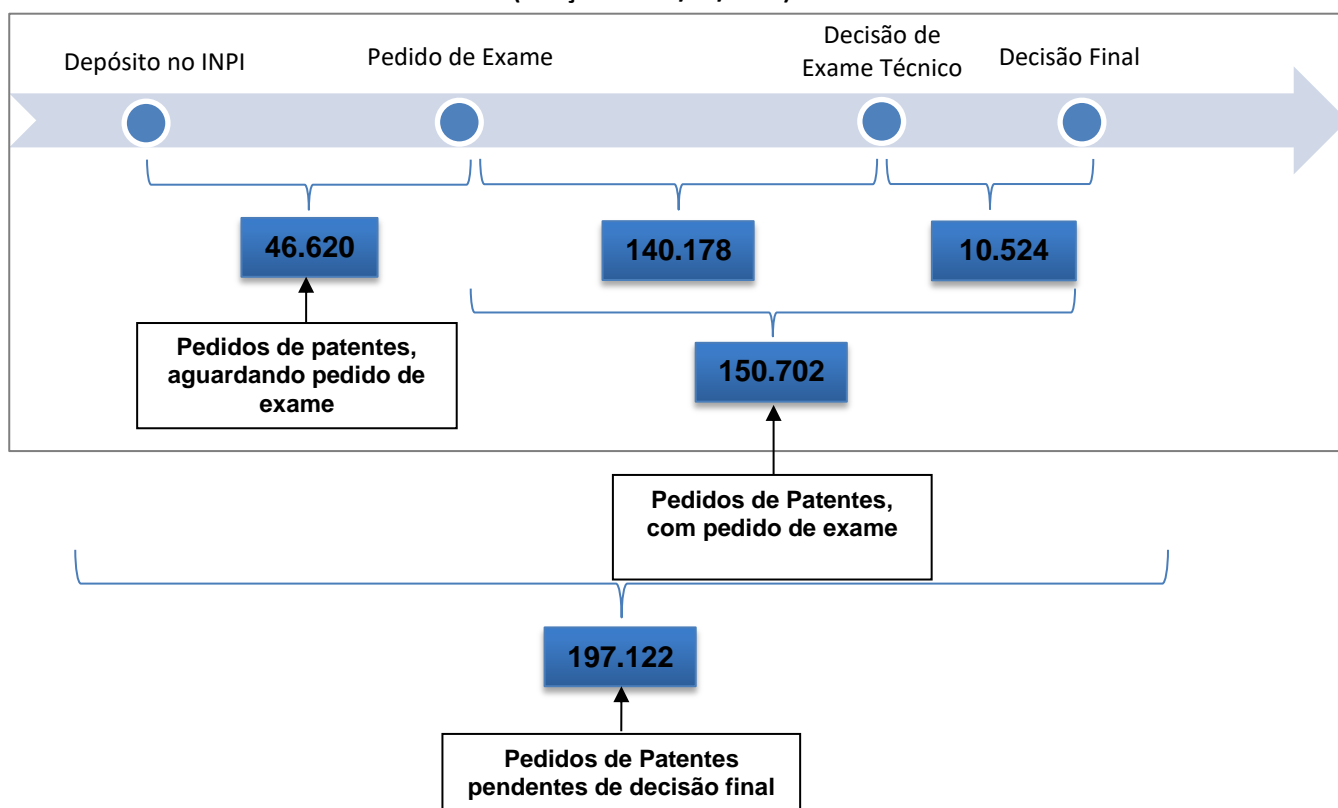 Depósito no INPI
Pedido de Exame
Decisão de
Exame Técnico
Decisão Final
46.620
140.178
10.524
Pedidos de patentes,
aguardando pedido de
exame
150.702
Pedidos de Patentes,
com pedido de exame
197.122
Pedidos de Patentes
pendentes de decisão final